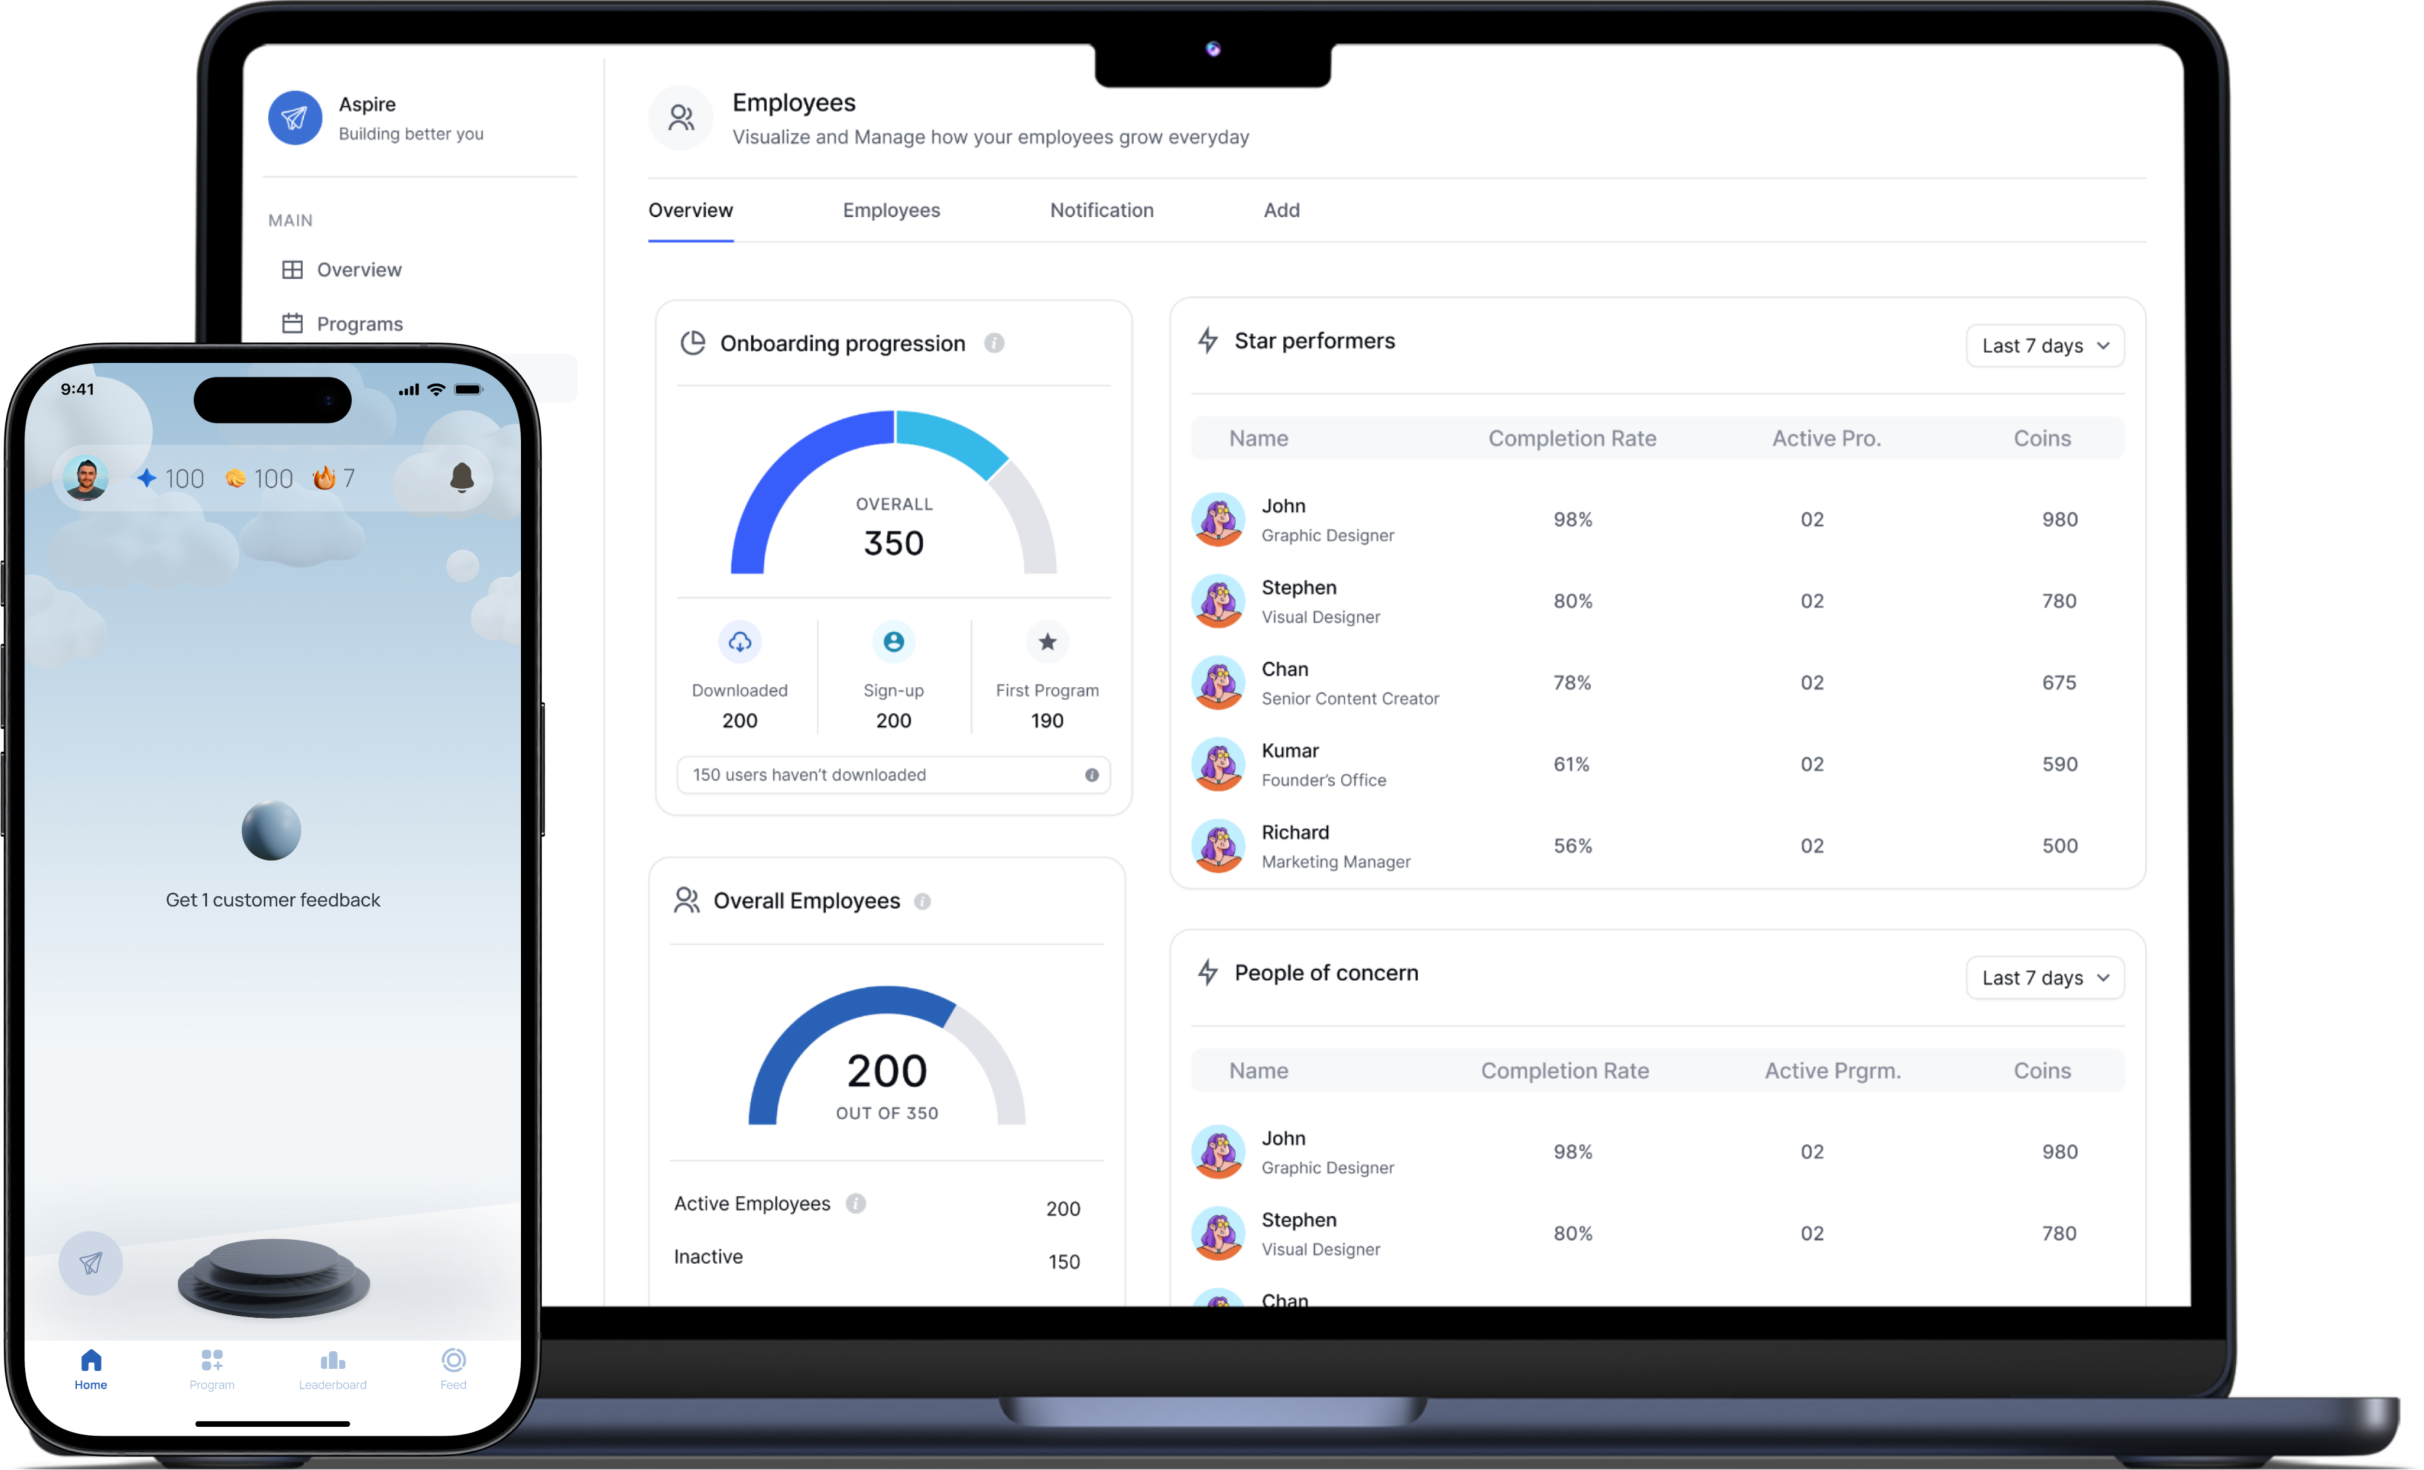 Aspire
Building better you
MAIN
Overview
Programs
Employees
Visualize and Manage how your employees grow everyday
Overview Employees Notification Add
Onboarding progression
OVERALL
350
Downloaded Sign-up First Program
200 200 190
150 users haven't downloaded
Overall Employees
200
OUT OF 350
Active Employees 200
Inactive 150
Star performers Last 7 days
Name Completion Rate Active Pro. Coins
John
Graphic Designer
98% 02 980
Stephen
Visual Designer
80% 02 780
Chan
Senior Content Creator
78% 02 675
Kumar
Founder's Office
61% 02 590
Richard
Marketing Manager
56% 02 500
People of concern Last 7 days
Name Completion Rate Active Prgrm. Coins
John
Graphic Designer
98% 02 980
Stephen
Visual Designer
80% 02 780
Chan
9:41
100 100 7
Get 1 customer feedback
Home Program Leaderboard Feed